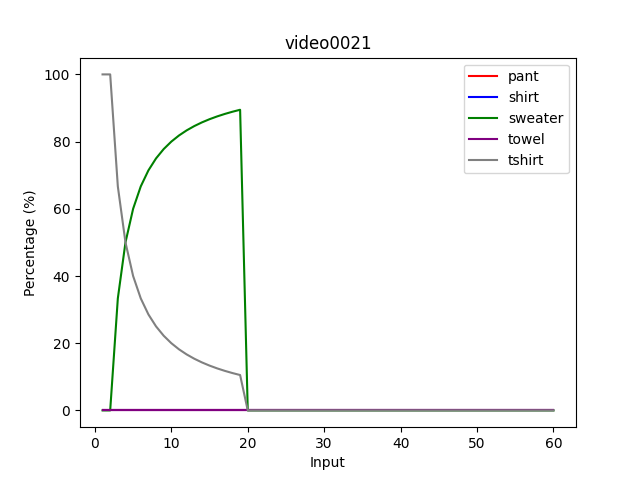 video0021
Percentage (%)
100
80
60
40
20
0
0 10 20 30 40 50 60
Input
pant
shirt
sweater
towel
tshirt